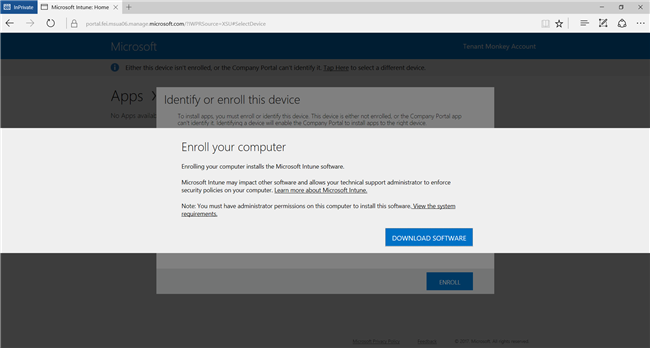 InPrivate
Microsoft Intune: Home
portal.fei.msua06.manage.microsoft.com/TWPRSource=XSU#SelectDevice
Microsoft
Tenant Monkey Account
Either this device isn't enrolled, or the Company Portal can't identify it. Tap Here to select a different device.
Apps
No Apps availa
Identify or enroll this device
To install apps, you must enroll or identify this device. This device is either not enrolled, or the Company Portal app
can't identify it. Identifying a device will enable the Company Portal to install apps to the right device.
Enroll your computer
Enrolling your computer installs the Microsoft Intune software.
Microsoft Intune may impact other software and allows your technical support administrator to enforce
security policies on your computer. Learn more about Microsoft Intune.
Note: You must have administrator permissions on this computer to install this software. View the system
requirements.
DOWNLOAD SOFTWARE
ENROLL
Microsoft Privacy Policy
Feedback
Microsoft. All rights reserved.